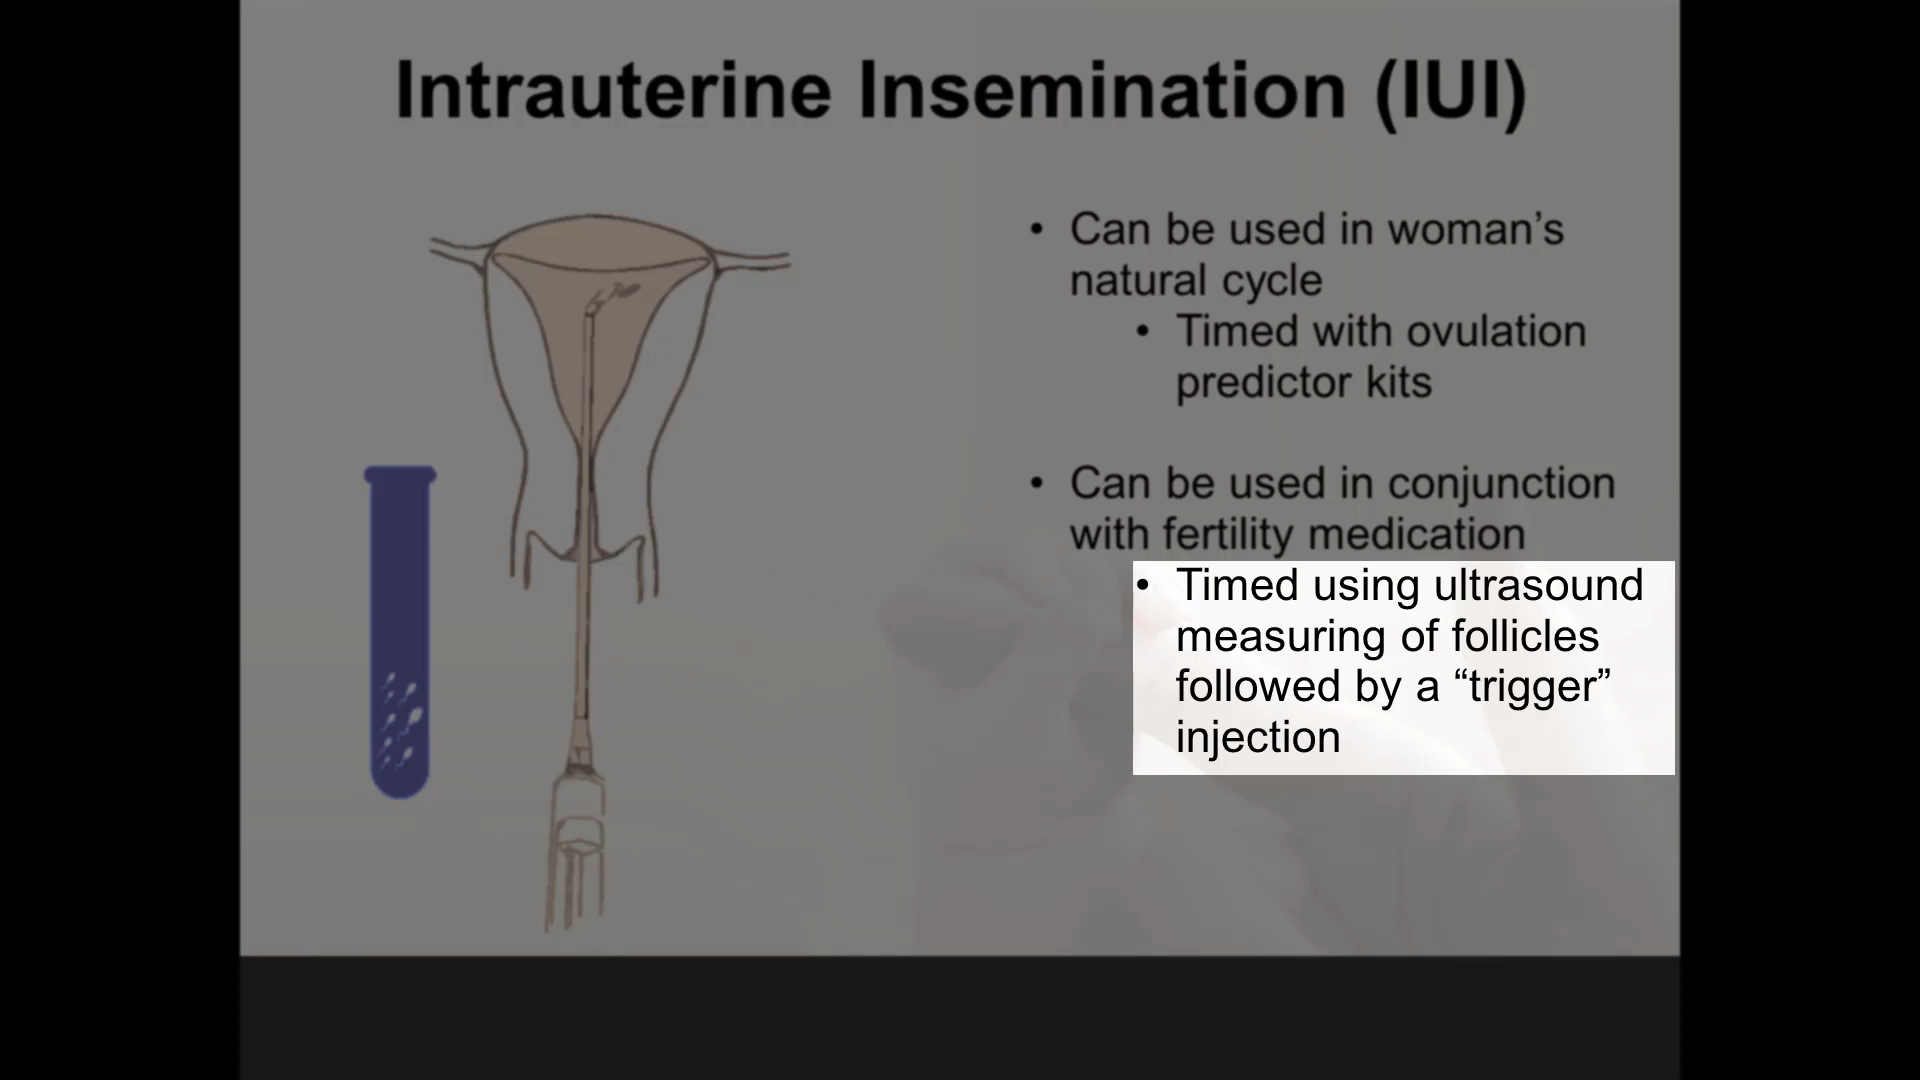 Intrauterine Insemination (IUI)
• Can be used in woman’s
natural cycle
• Timed with ovulation
predictor kits
• Can be used in conjunction
with fertility medication
• Timed using ultrasound
measuring of follicles
followed by a “trigger”
injection